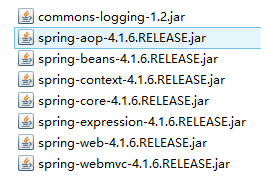 commons-logging-1.2.jar
spring-aop-4.1.6.RELEASE.jar
spring-beans-4.1.6.RELEASE.jar
spring-context-4.1.6.RELEASE.jar
spring-core-4.1.6.RELEASE.jar
spring-expression-4.1.6.RELEASE.jar
spring-web-4.1.6.RELEASE.jar
spring-webmvc-4.1.6.RELEASE.jar